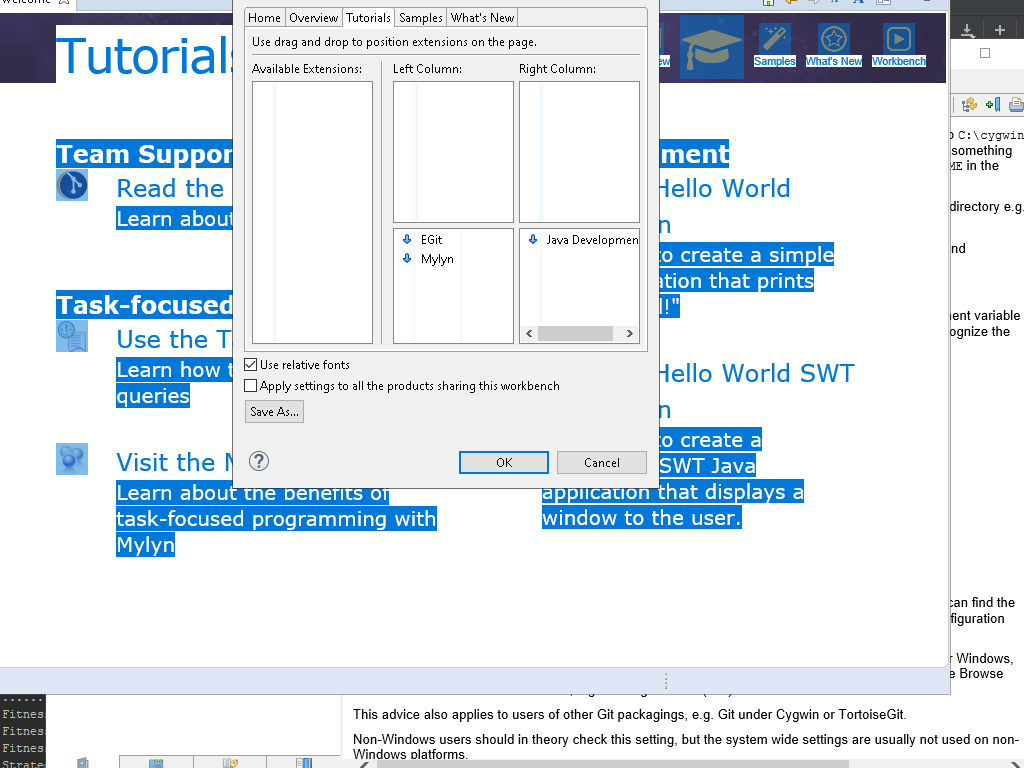 Home Overview Tutorials Samples What's New
Use drag and drop to position extensions on the page.
Available Extensions: Left Column: Right Column:
EGit
Mylyn
Java Developmen
Use relative fonts
Apply settings to all the products sharing this workbench
Save As...
OK Cancel
Tutorials
Samples What's New Workbench
Team Suppor
Read the
Learn about
Task-focused
Use the T
Learn how t
queries
Visit the M
Learn about the benefits of
task-focused programming with
Mylyn
ment
Hello World
n
to create a simple
ation that prints
d!"
Hello World SWT
n
to create a
SWT Java
application that displays a
window to the user.
C:\cygwin
something
ME in the
directory e.g.
nd
ent variable
ognize the
can find the
figuration
r Windows,
e Browse
This advice also applies to users of other Git packagings, e.g. Git under Cygwin or TortoiseGit.
Non-Windows users should in theory check this setting, but the system wide settings are usually not used on non-
Windows platforms.
Fitnes
Fitnes
Fitnes
Strate